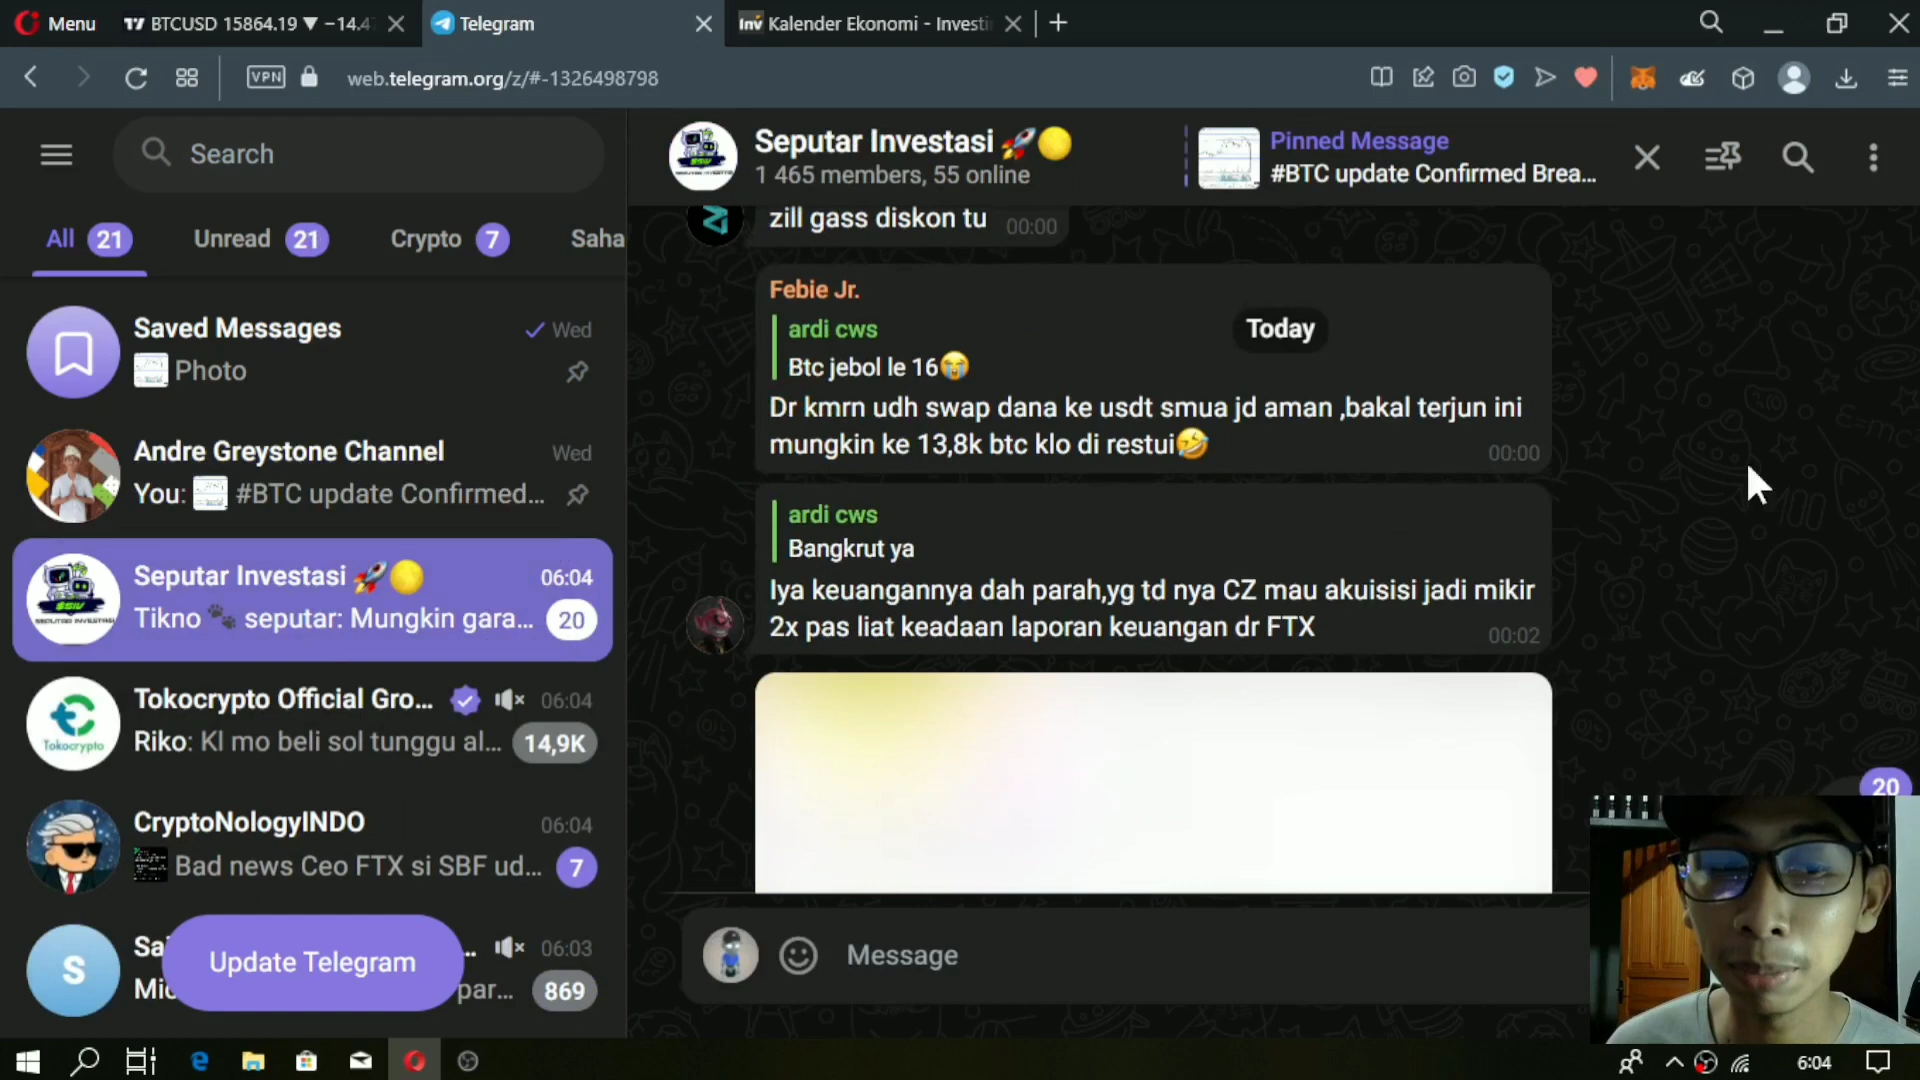 Menu
BTCUSD 15864.19 ▼ −14.4
Telegram
Inv Kalender Ekonomi - Investi
VPN
web.telegram.org/z/#-1326498798
Search
Seputar Investasi 🚀🌕
1 465 members, 55 online
Pinned Message
#BTC update Confirmed Brea...
All 21
Unread 21
Crypto 7
Saha
Saved Messages
Wed
Photo
Andre Greystone Channel
Wed
You: #BTC update Confirmed...
Seputar Investasi 🚀🌕
06:04
Tikno 🐾 seputar: Mungkin gara...
20
Tokocrypto Official Gro...
06:04
Tokocrypto
Riko: Kl mo beli sol tunggu al...
14,9K
CryptoNologyINDO
06:04
Bad news Ceo FTX si SBF ud...
7
S
Sa
...
06:03
Mi
par...
869
Update Telegram
zill gass diskon tu
00:00
Today
Febie Jr.
ardi cws
Btc jebol le 16😭
Dr kmrn udh swap dana ke usdt smua jd aman ,bakal terjun ini
mungkin ke 13,8k btc klo di restui🤣
00:00
ardi cws
Bangkrut ya
Iya keuangannya dah parah,yg td nya CZ mau akuisisi jadi mikir
2x pas liat keadaan laporan keuangan dr FTX
00:02
20
Message
6:04